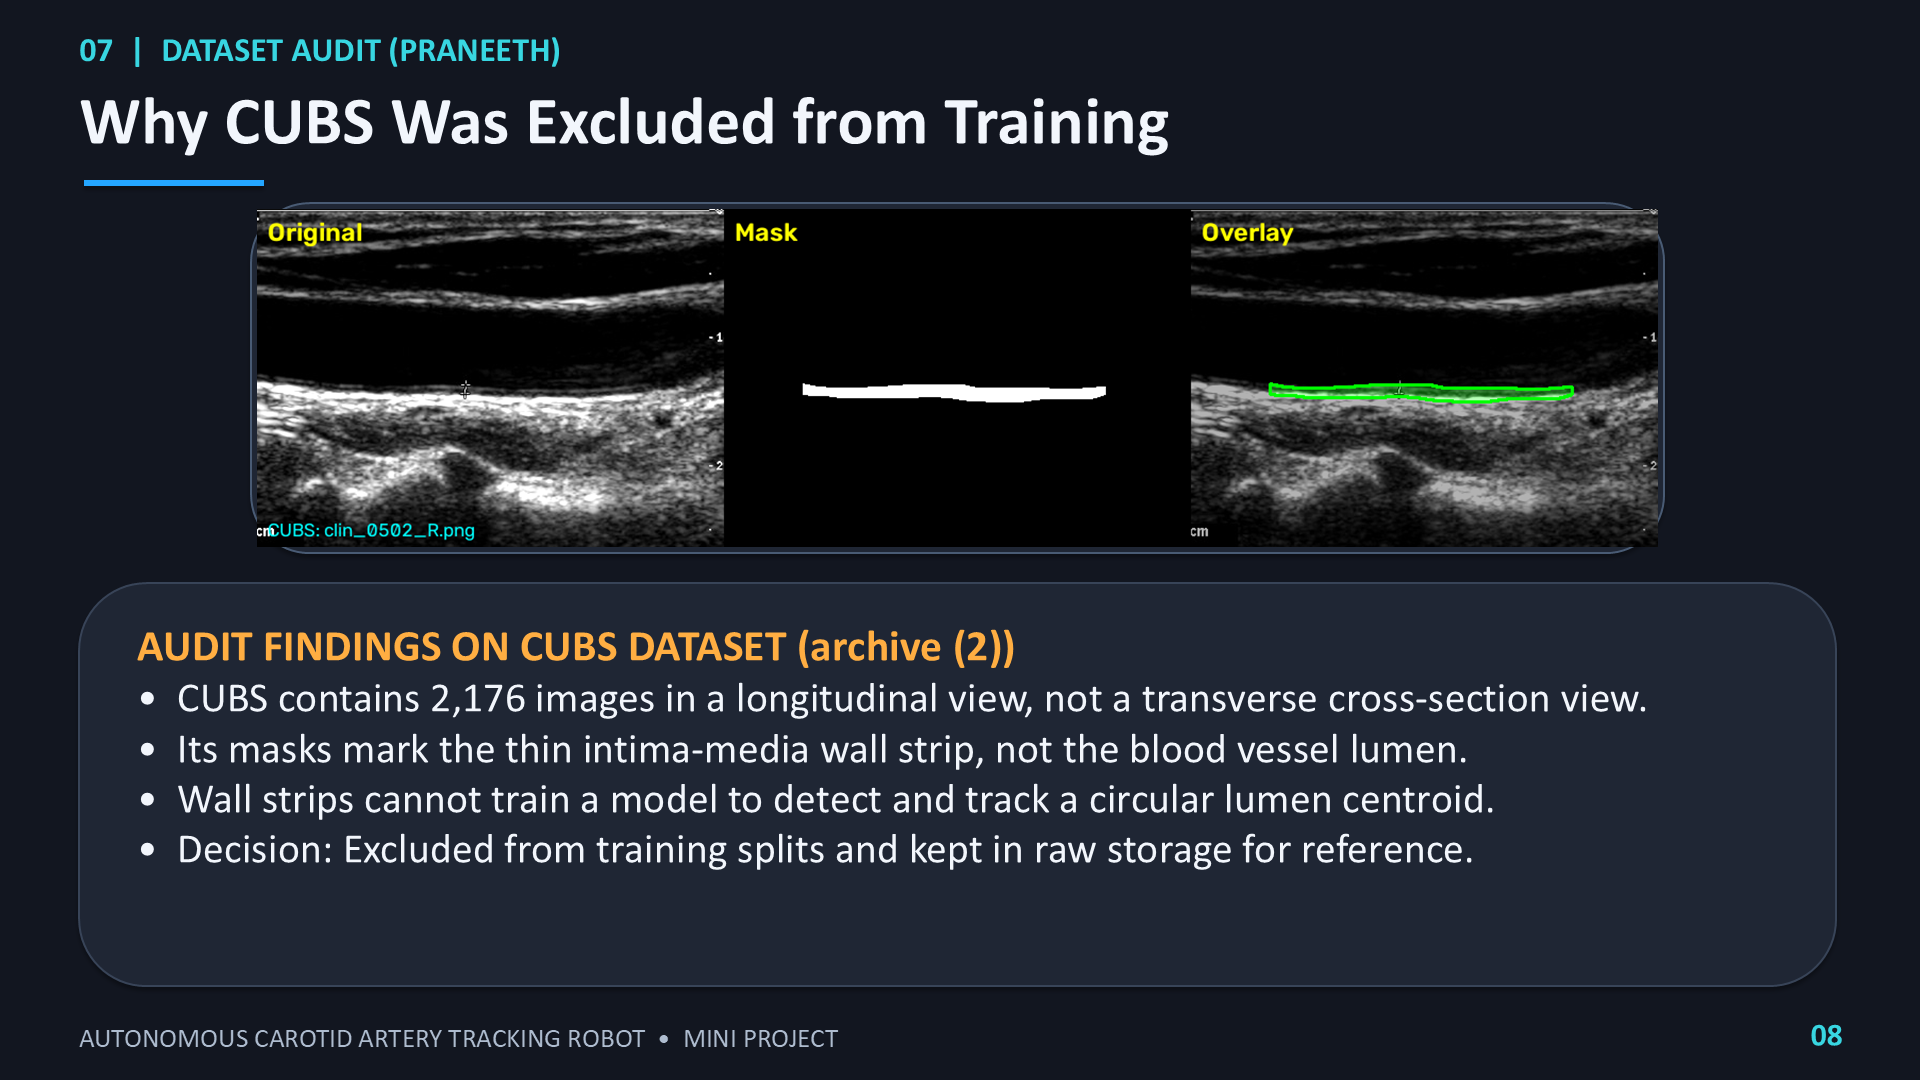 07 | DATASET AUDIT (PRANEETH)
Why CUBS Was Excluded from Training
Original
Mask
Overlay
-1
-1
-2
-2
cm
CUBS: clin_0502_R.png
cm
AUDIT FINDINGS ON CUBS DATASET (archive (2))
• CUBS contains 2,176 images in a longitudinal view, not a transverse cross-section view.
• Its masks mark the thin intima-media wall strip, not the blood vessel lumen.
• Wall strips cannot train a model to detect and track a circular lumen centroid.
• Decision: Excluded from training splits and kept in raw storage for reference.
AUTONOMOUS CAROTID ARTERY TRACKING ROBOT • MINI PROJECT
08